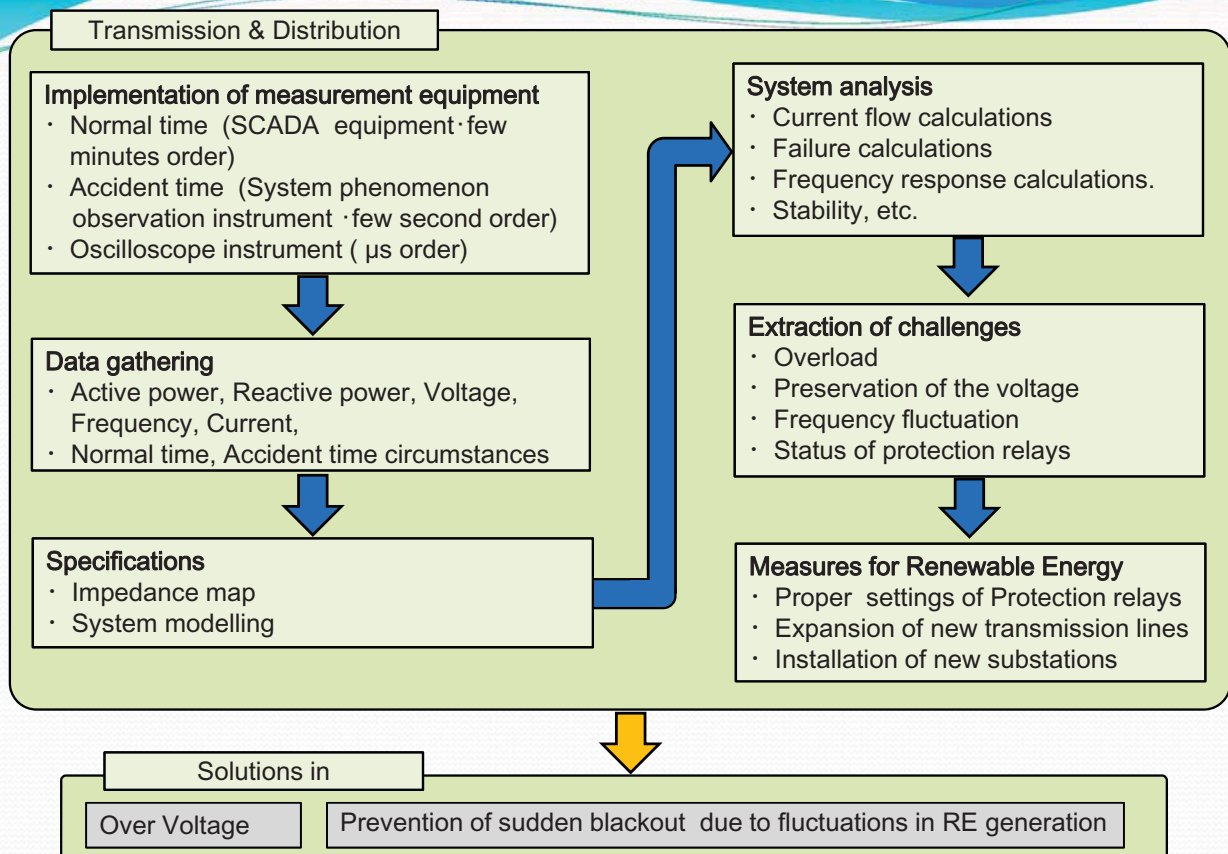 Transmission & Distribution
Implementation of measurement equipment
・ Normal time (SCADA equipment・few
minutes order)
・ Accident time (System phenomenon
observation instrument ・few second order)
・ Oscilloscope instrument ( μs order)
Data gathering
・ Active power, Reactive power, Voltage,
Frequency, Current,
・ Normal time, Accident time circumstances
Specifications
・ Impedance map
・ System modelling
System analysis
・ Current flow calculations
・ Failure calculations
・ Frequency response calculations.
・ Stability, etc.
Extraction of challenges
・ Overload
・ Preservation of the voltage
・ Frequency fluctuation
・ Status of protection relays
Measures for Renewable Energy
・ Proper settings of Protection relays
・ Expansion of new transmission lines
・ Installation of new substations
Solutions in
Over Voltage
Prevention of sudden blackout due to fluctuations in RE generation